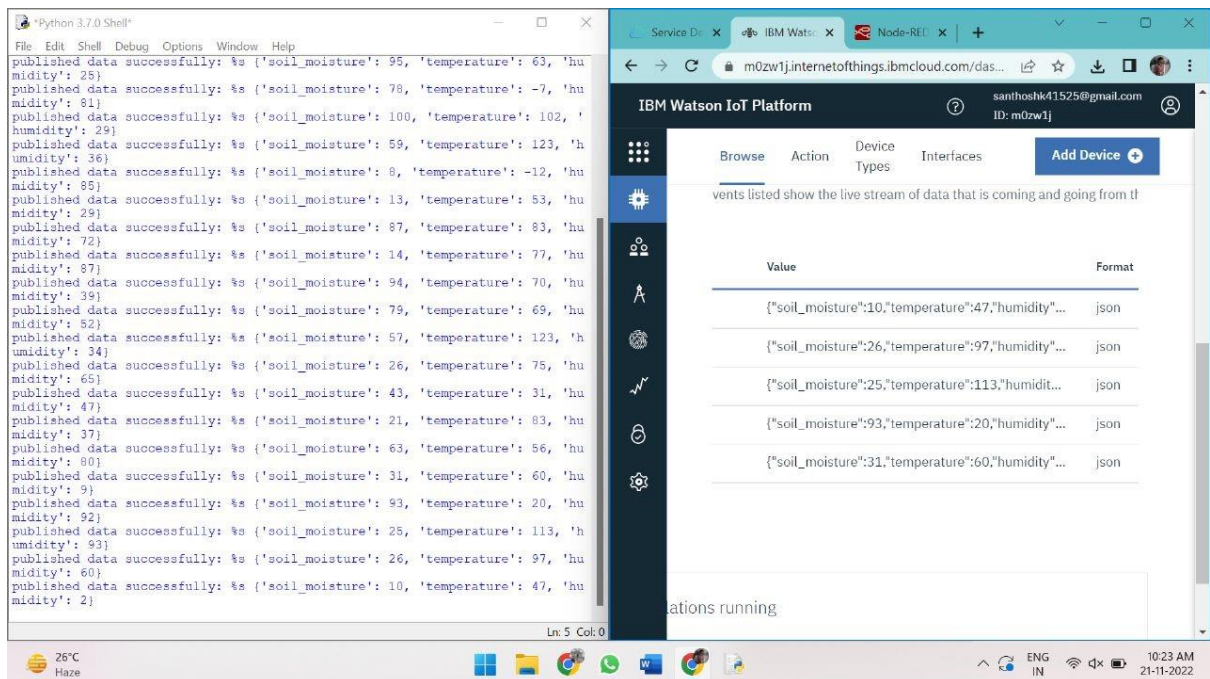 *Python 3.7.0 Shell*
File Edit Shell Debug Options Window Help
published data successfully: %s {'soil_moisture': 95, 'temperature': 63, 'hu
midity': 25}
published data successfully: %s {'soil_moisture': 78, 'temperature': -7, 'hu
midity': 81}
published data successfully: %s {'soil_moisture': 100, 'temperature': 102, '
humidity': 29}
published data successfully: %s {'soil_moisture': 59, 'temperature': 123, 'h
umidity': 36}
published data successfully: %s {'soil_moisture': 8, 'temperature': -12, 'hu
midity': 85}
published data successfully: %s {'soil_moisture': 13, 'temperature': 53, 'hu
midity': 29}
published data successfully: %s {'soil_moisture': 87, 'temperature': 83, 'hu
midity': 72}
published data successfully: %s {'soil_moisture': 14, 'temperature': 77, 'hu
midity': 87}
published data successfully: %s {'soil_moisture': 94, 'temperature': 70, 'hu
midity': 39}
published data successfully: %s {'soil_moisture': 79, 'temperature': 69, 'hu
midity': 52}
published data successfully: %s {'soil_moisture': 57, 'temperature': 123, 'h
umidity': 34}
published data successfully: %s {'soil_moisture': 26, 'temperature': 75, 'hu
midity': 65}
published data successfully: %s {'soil_moisture': 43, 'temperature': 31, 'hu
midity': 47}
published data successfully: %s {'soil_moisture': 21, 'temperature': 83, 'hu
midity': 37}
published data successfully: %s {'soil_moisture': 63, 'temperature': 56, 'hu
midity': 80}
published data successfully: %s {'soil_moisture': 31, 'temperature': 60, 'hu
midity': 9}
published data successfully: %s {'soil_moisture': 93, 'temperature': 20, 'hu
midity': 92}
published data successfully: %s {'soil_moisture': 25, 'temperature': 113, 'h
umidity': 93}
published data successfully: %s {'soil_moisture': 26, 'temperature': 97, 'hu
midity': 60}
published data successfully: %s {'soil_moisture': 10, 'temperature': 47, 'hu
midity': 2}
Ln: 5 Col: 0
Service De IBM Watso Node-RED
m0zw1j.internetofthings.ibmcloud.com/das...
IBM Watson IoT Platform
santhoshk41525@gmail.com
ID: m0zw1j
Browse Action Device Types Interfaces Add Device
vents listed show the live stream of data that is coming and going from th
Value Format
{"soil_moisture":10,"temperature":47,"humidity"... json
{"soil_moisture":26,"temperature":97,"humidity"... json
{"soil_moisture":25,"temperature":113,"humidit... json
{"soil_moisture":93,"temperature":20,"humidity"... json
{"soil_moisture":31,"temperature":60,"humidity"... json
lations running
26°C
Haze
ENG
IN
10:23 AM
21-11-2022